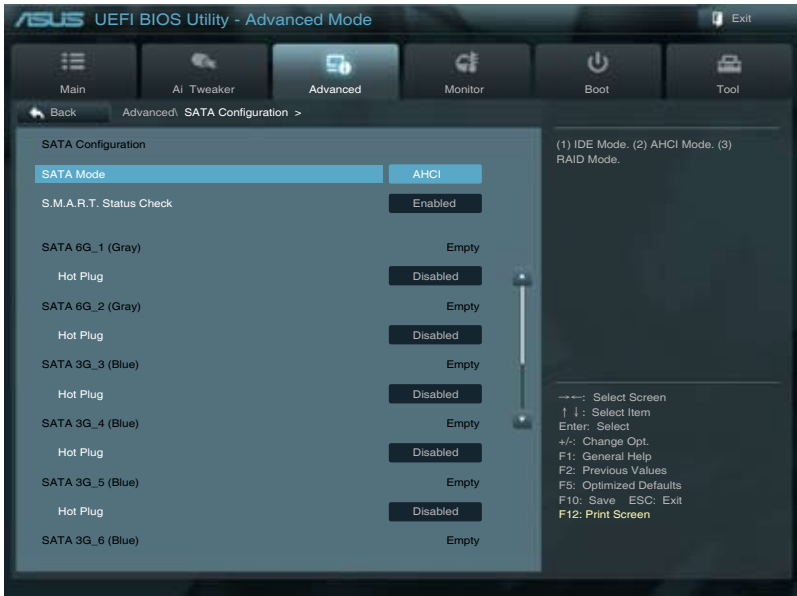 ASUS UEFI BIOS Utility - Advanced Mode
Exit
Main
Ai Tweaker
Advanced
Monitor
Boot
Tool
Back
Advanced\ SATA Configuration >
SATA Configuration
SATA Mode AHCI
S.M.A.R.T. Status Check Enabled
SATA 6G_1 (Gray) Empty
Hot Plug Disabled
SATA 6G_2 (Gray) Empty
Hot Plug Disabled
SATA 3G_3 (Blue) Empty
Hot Plug Disabled
SATA 3G_4 (Blue) Empty
Hot Plug Disabled
SATA 3G_5 (Blue) Empty
Hot Plug Disabled
SATA 3G_6 (Blue) Empty
(1) IDE Mode. (2) AHCI Mode. (3)
RAID Mode.
→←: Select Screen
↑↓: Select Item
Enter: Select
+/-: Change Opt.
F1: General Help
F2: Previous Values
F5: Optimized Defaults
F10: Save ESC: Exit
F12: Print Screen